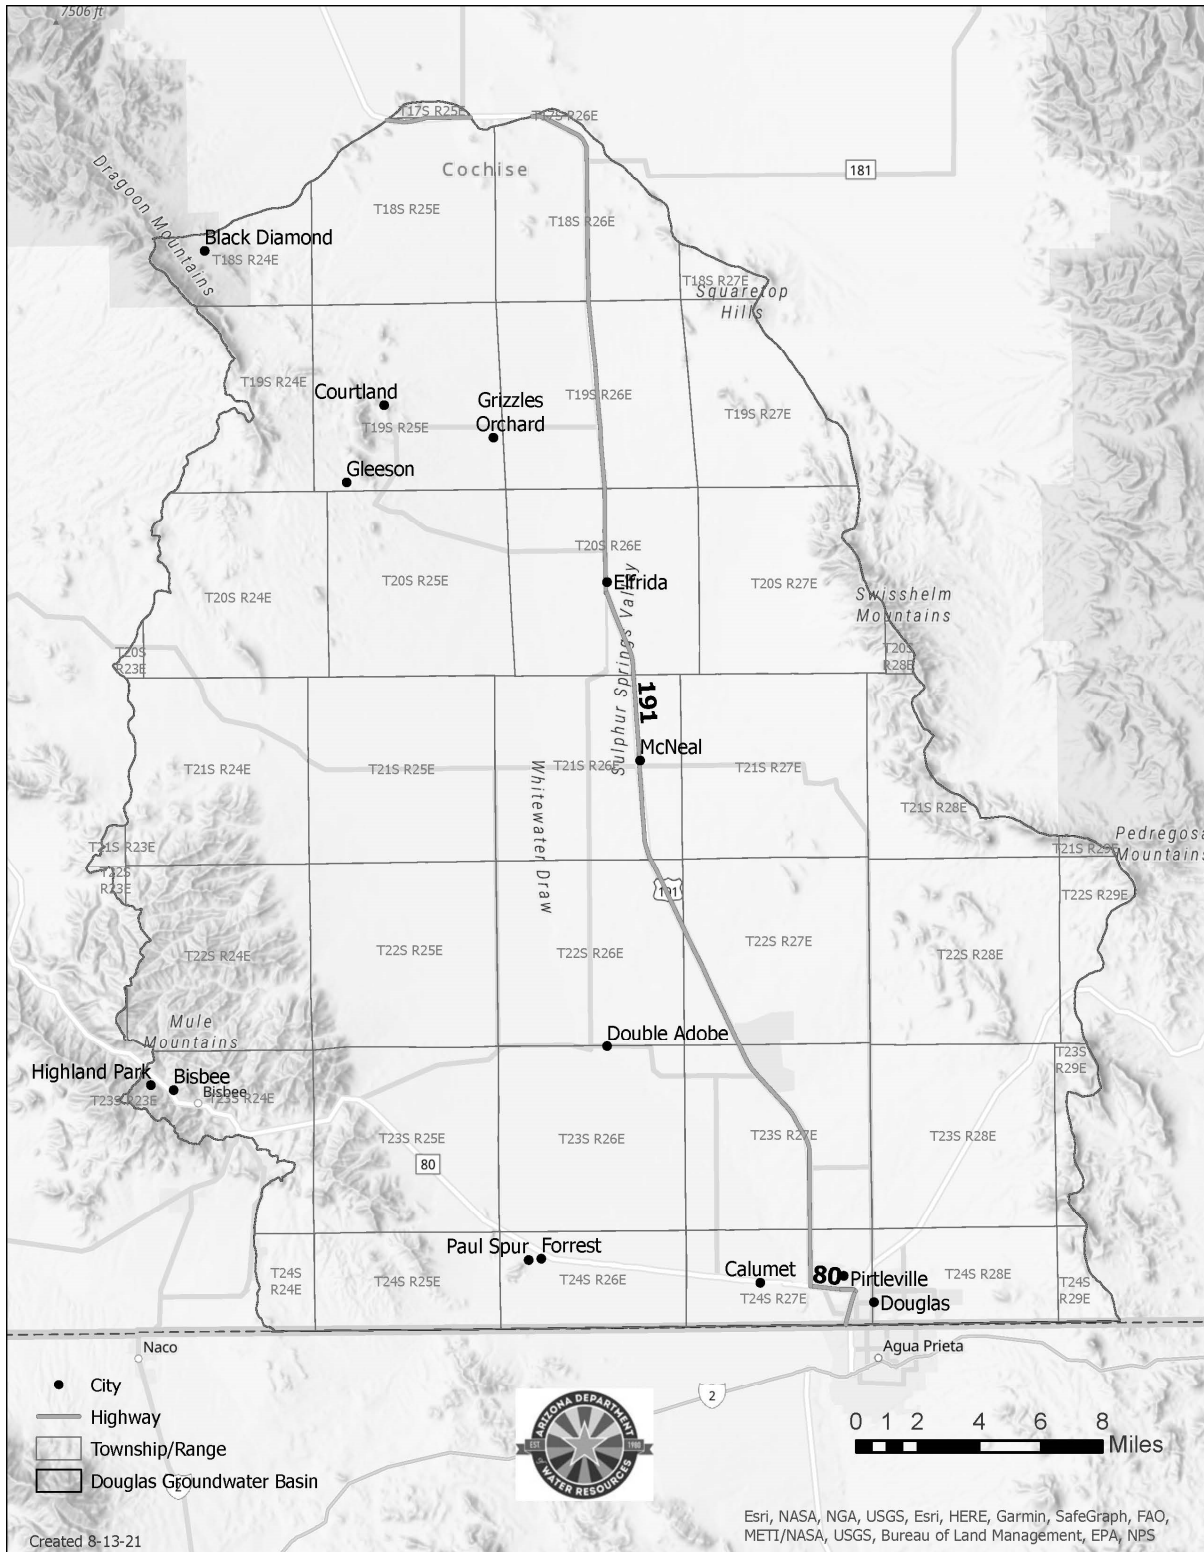 7506 ft
T17S R25E
T17S R26E
Cochise
181
Dragoon Mountains
T18S R25E
T18S R26E
Black Diamond
T18S R24E
T18S R27E
Squaretop
Hills
T19S R24E
Courtland
Grizzles
Orchard
T19S R26E
T19S R25E
T19S R27E
Gleeson
T20S R26E
Elfrida
T20S R25E
T20S R27E
T20S R24E
Swisshelm
Mountains
Sulphur Springs Valley
T20S
R23E
T20S
R28E
191
McNeal
T21S R24E
T21S R25E
T21S R26E
T21S R27E
Whitewater Draw
T21S R28E
T21S R23E
T21S R29E
Pedregosa
Mountains
T22S
R23E
191
T22S R29E
T22S R24E
T22S R25E
T22S R26E
T22S R27E
T22S R28E
Mule
Mountains
Double Adobe
T23S
R29E
Highland Park
Bisbee
Bisbee
T23S R23E
T23S R24E
T23S R25E
T23S R26E
T23S R27E
T23S R28E
80
Paul Spur
Forrest
T24S
R24E
T24S R25E
T24S R26E
Calumet
T24S R27E
80
Pirtleville
Douglas
T24S R28E
T24S
R29E
Naco
Agua Prieta
2
City
Highway
Township/Range
Douglas Groundwater Basin
2
ARIZONA DEPARTMENT
EST. 1980
of WATER RESOURCES
0 1 2 4 6 8
Miles
Created 8-13-21
Esri, NASA, NGA, USGS, Esri, HERE, Garmin, SafeGraph, FAO,
METI/NASA, USGS, Bureau of Land Management, EPA, NPS